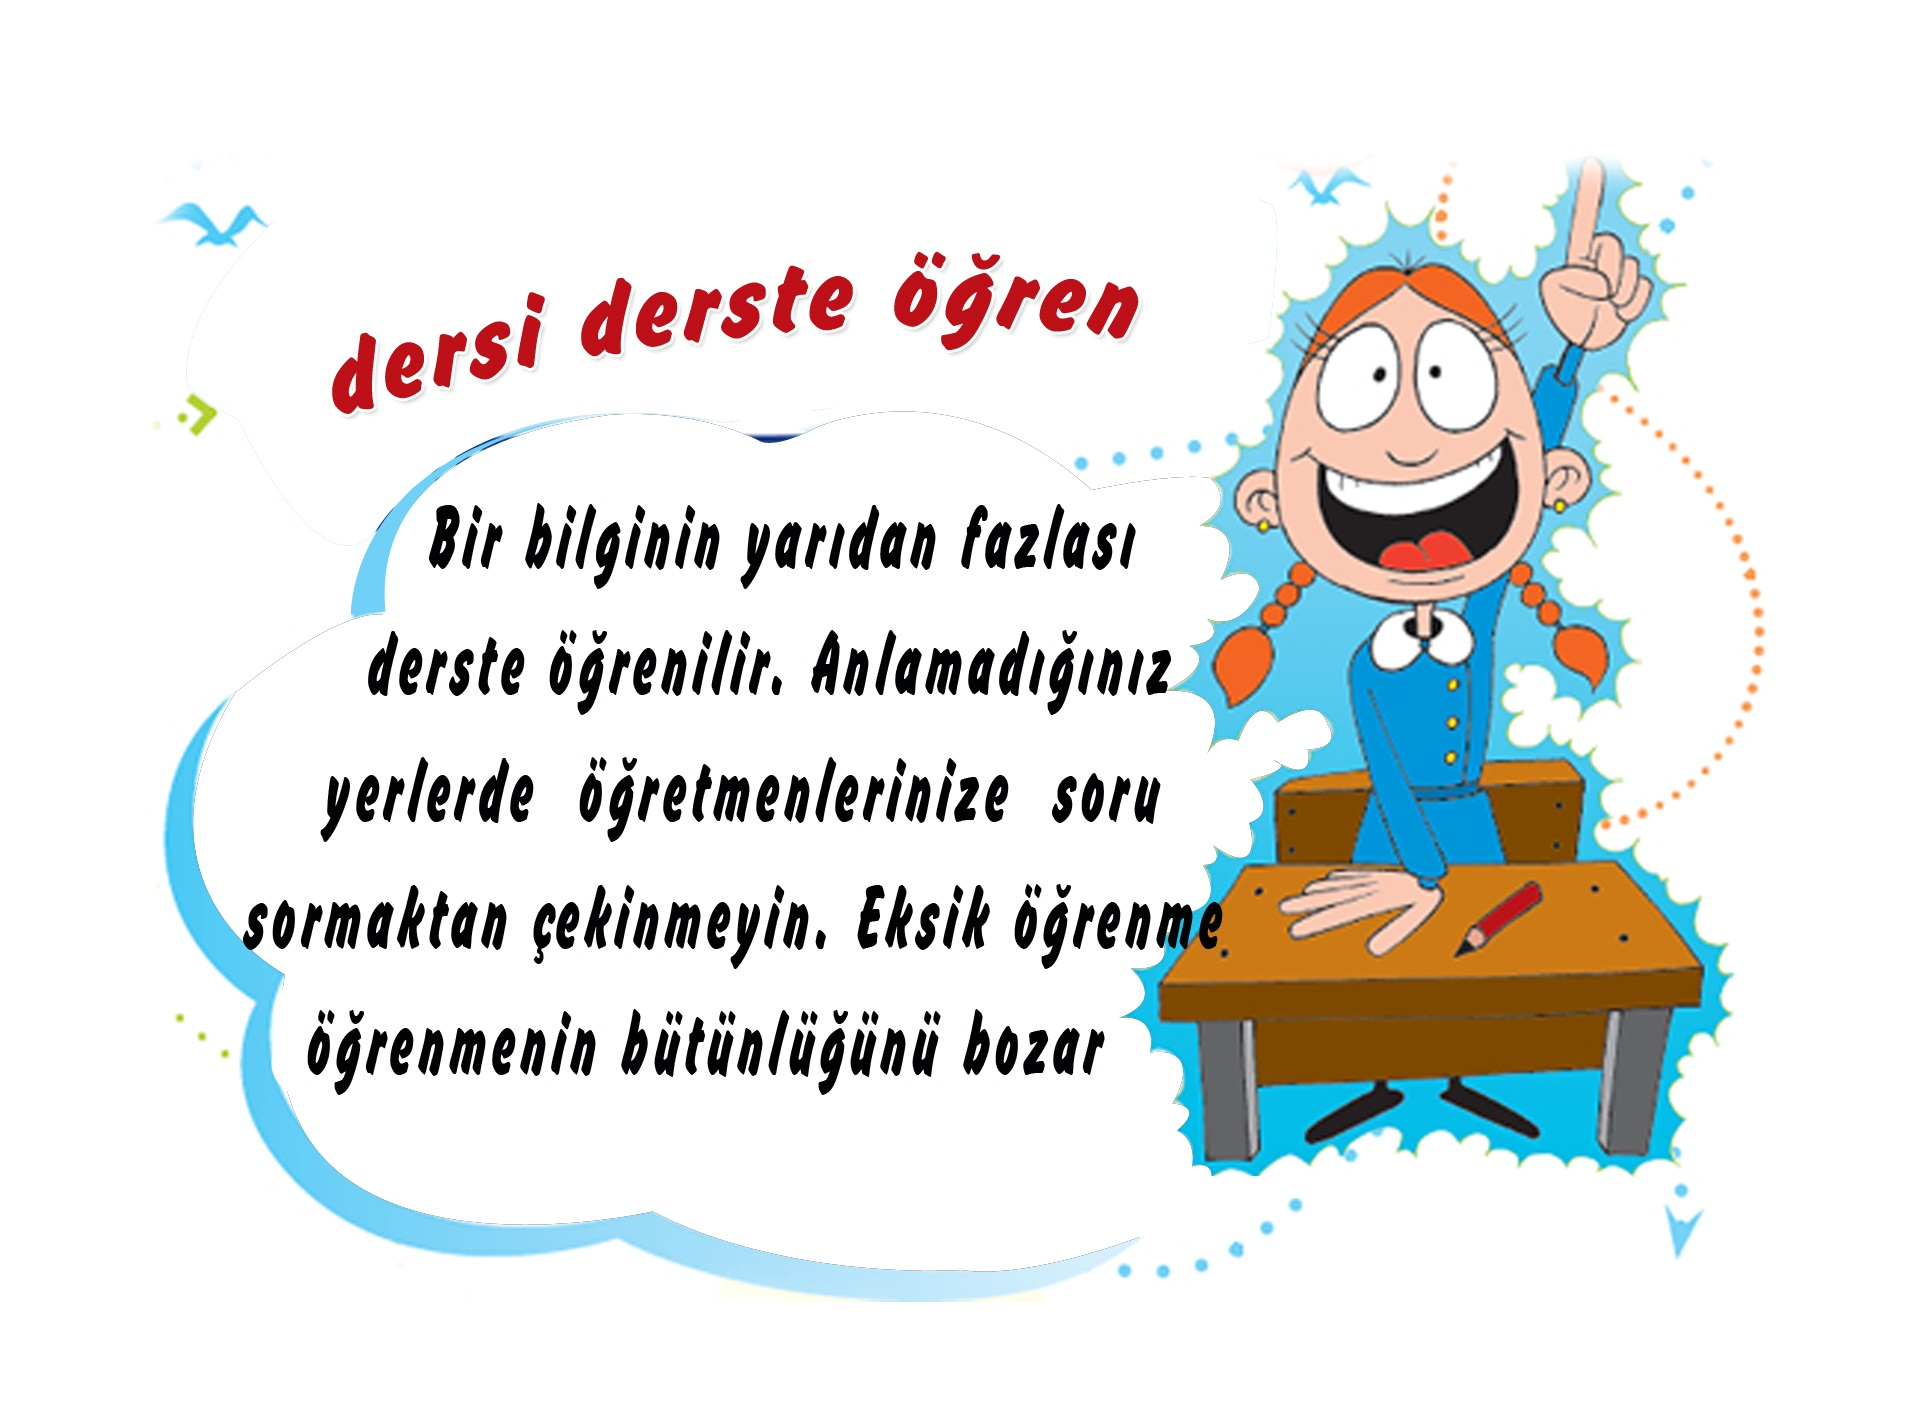 dersi derste öğren
Bir bilginin yarıdan fazlası
derste öğrenilir. Anlamadığınız
yerlerde öğretmenlerinize soru
sormaktan çekinmeyin. Eksik öğrenme
öğrenmenin bütünlüğünü bozar